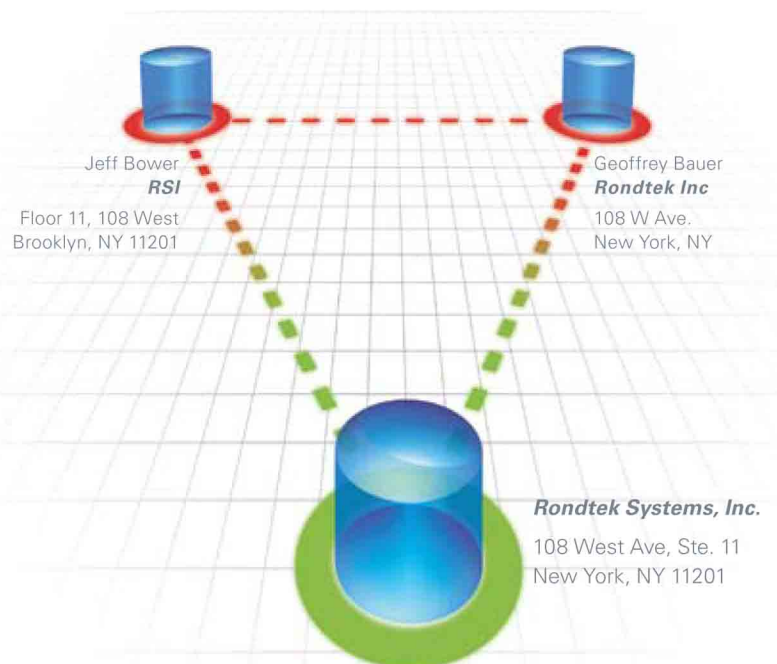 Jeff Bower
RSI
Floor 11, 108 West
Brooklyn, NY 11201
Geoffrey Bauer
Rondtek Inc
108 W Ave.
New York, NY
Rondtek Systems, Inc.
108 West Ave, Ste. 11
New York, NY 11201